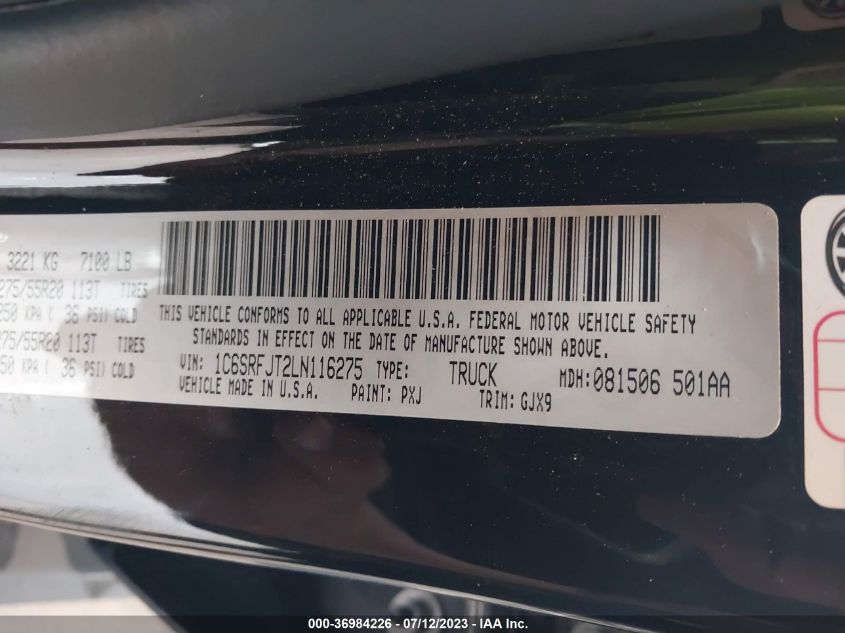 3221 KG 7100 LB
275/55R20 113T TIRES
250 KPA ( 36 PSI) COLD
275/55R20 113T TIRES
250 KPA ( 36 PSI) COLD
THIS VEHICLE CONFORMS TO ALL APPLICABLE U.S.A. FEDERAL MOTOR VEHICLE SAFETY
STANDARDS IN EFFECT ON THE DATE OF MANUFACTURE SHOWN ABOVE.
VIN: 1C6SRFJT2LN116275 TYPE: TRUCK MDH:081506 501AA
VEHICLE MADE IN U.S.A. PAINT: PXJ TRIM: GJX9
000-36984226 - 07/12/2023 - IAA Inc.